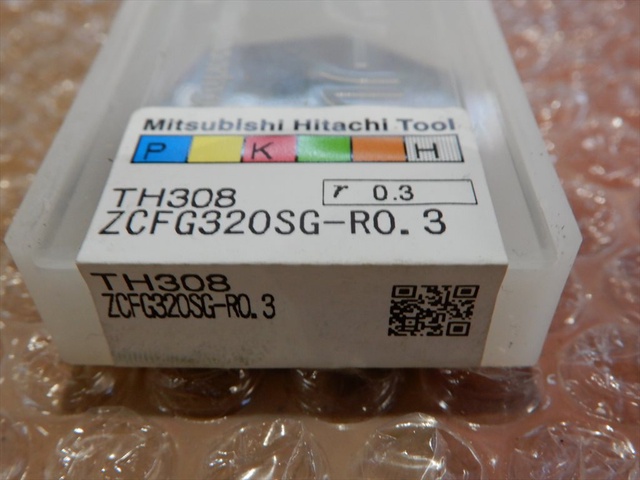 Mitsubishi Hitachi Tool
P K H
TH308 r 0.3
ZCFG320SG-R0.3
TH308
ZCFG320SG-R0.3